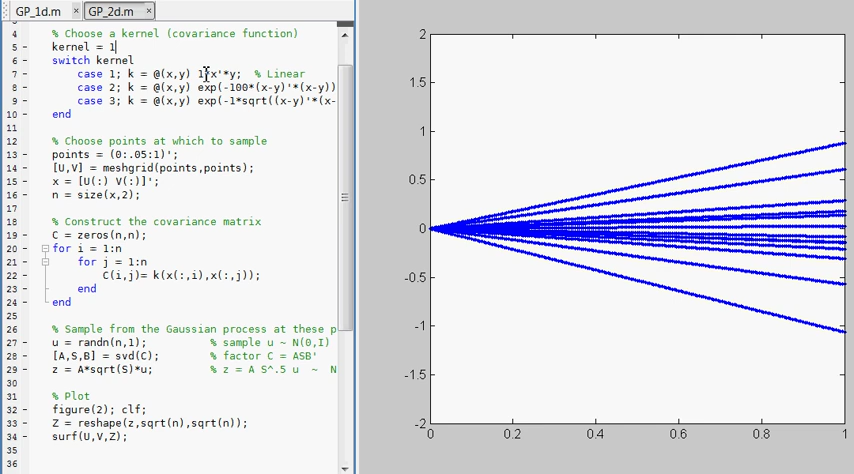 GP_1d.m × GP_2d.m ×
4 % Choose a kernel (covariance function)
5 - kernel = 1
6 - switch kernel
7 - case 1; k = @(x,y) 1*x'*y; % Linear
8 - case 2; k = @(x,y) exp(-100*(x-y)'*(x-y))
9 - case 3; k = @(x,y) exp(-1*sqrt((x-y)'*(x-
10 - end
11
12 % Choose points at which to sample
13 - points = (0:.05:1)';
14 - [U,V] = meshgrid(points,points);
15 - x = [U(:) V(:)]';
16 - n = size(x,2);
17
18 % Construct the covariance matrix
19 - C = zeros(n,n);
20 - for i = 1:n
21 - for j = 1:n
22 - C(i,j)= k(x(:,i),x(:,j));
23 - end
24 - end
25
26 % Sample from the Gaussian process at these p
27 - u = randn(n,1); % sample u ~ N(0,I)
28 - [A,S,B] = svd(C); % factor C = ASB'
29 - z = A*sqrt(S)*u; % z = A S^.5 u ~ N
30
31 % Plot
32 - figure(2); clf;
33 - Z = reshape(z,sqrt(n),sqrt(n));
34 - surf(U,V,Z);
35
36
2
1.5
1
0.5
0
-0.5
-1
-1.5
-2
0 0.2 0.4 0.6 0.8 1